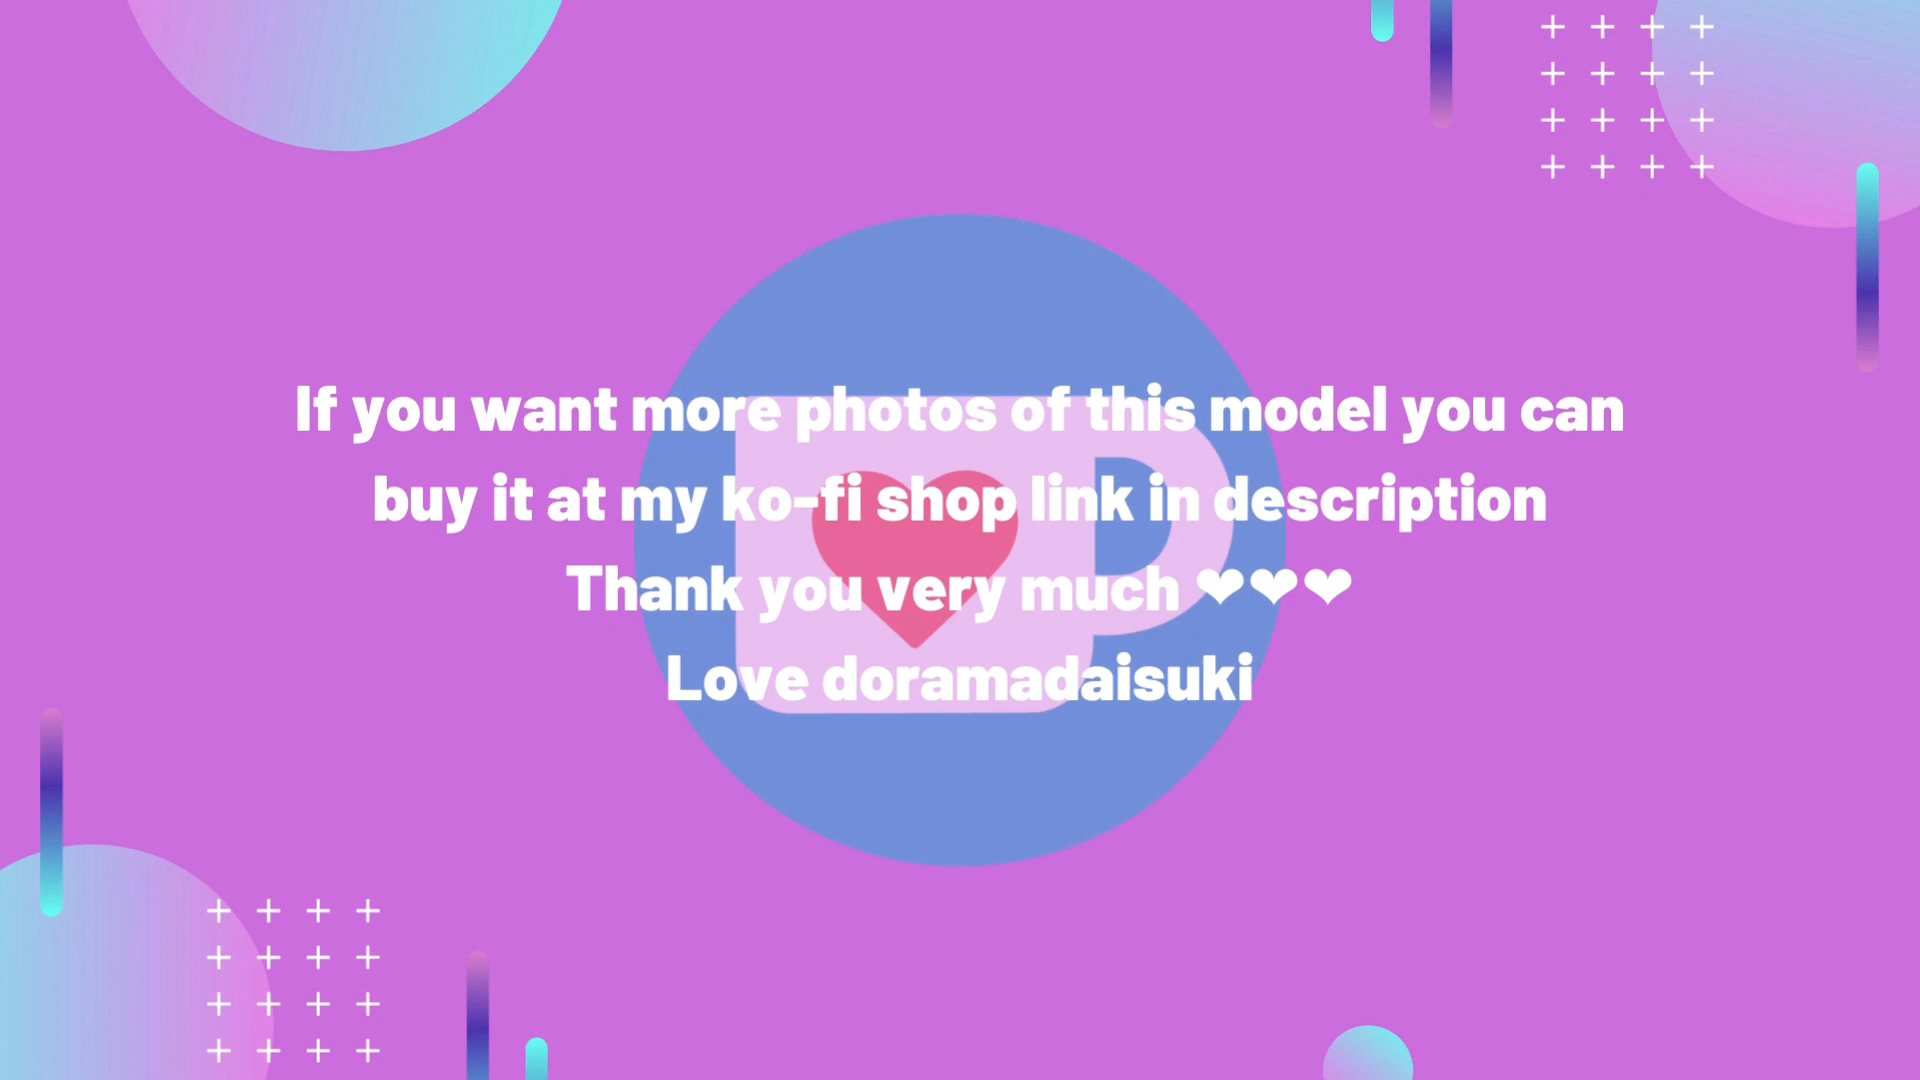 If you want more photos of this model you can
buy it at my ko-fi shop link in description
Thank you very much ❤❤❤
Love doramadaisuki